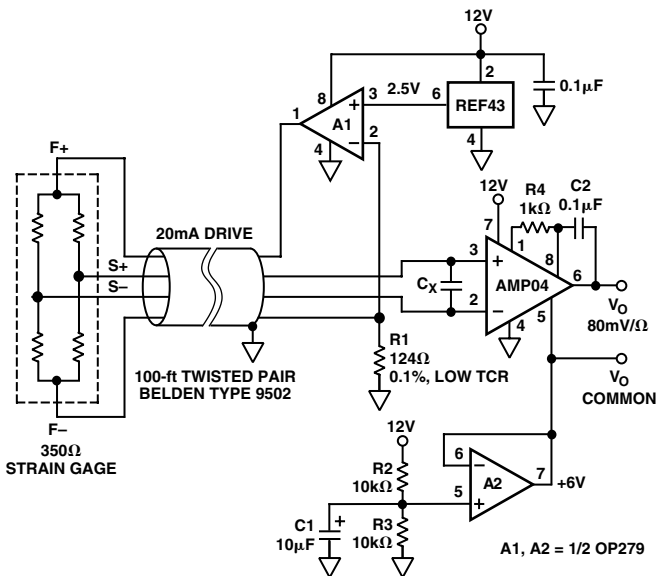 12V
2
0.1µF
REF43
6
2.5V
3
8
1
+
A1
2
–
4
4
F+
12V
R4
1kΩ
C2
0.1µF
20mA DRIVE
7
1
S+
3
+
8
6
S–
CX
AMP04
VO
80mV/Ω
2
–
5
4
R1
124Ω
0.1%, LOW TCR
VO
COMMON
100-ft TWISTED PAIR
BELDEN TYPE 9502
F–
350Ω
STRAIN GAGE
12V
6
–
R2
10kΩ
A2
7
+6V
5
+
C1
10µF
+
R3
10kΩ
A1, A2 = 1/2 OP279